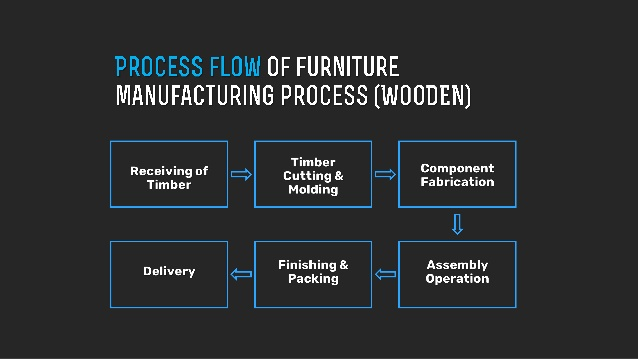 PROCESS FLOW OF FURNITURE
MANUFACTURING PROCESS (WOODEN)
Receiving of
Timber
Timber
Cutting &
Molding
Component
Fabrication
Assembly
Operation
Finishing &
Packing
Delivery